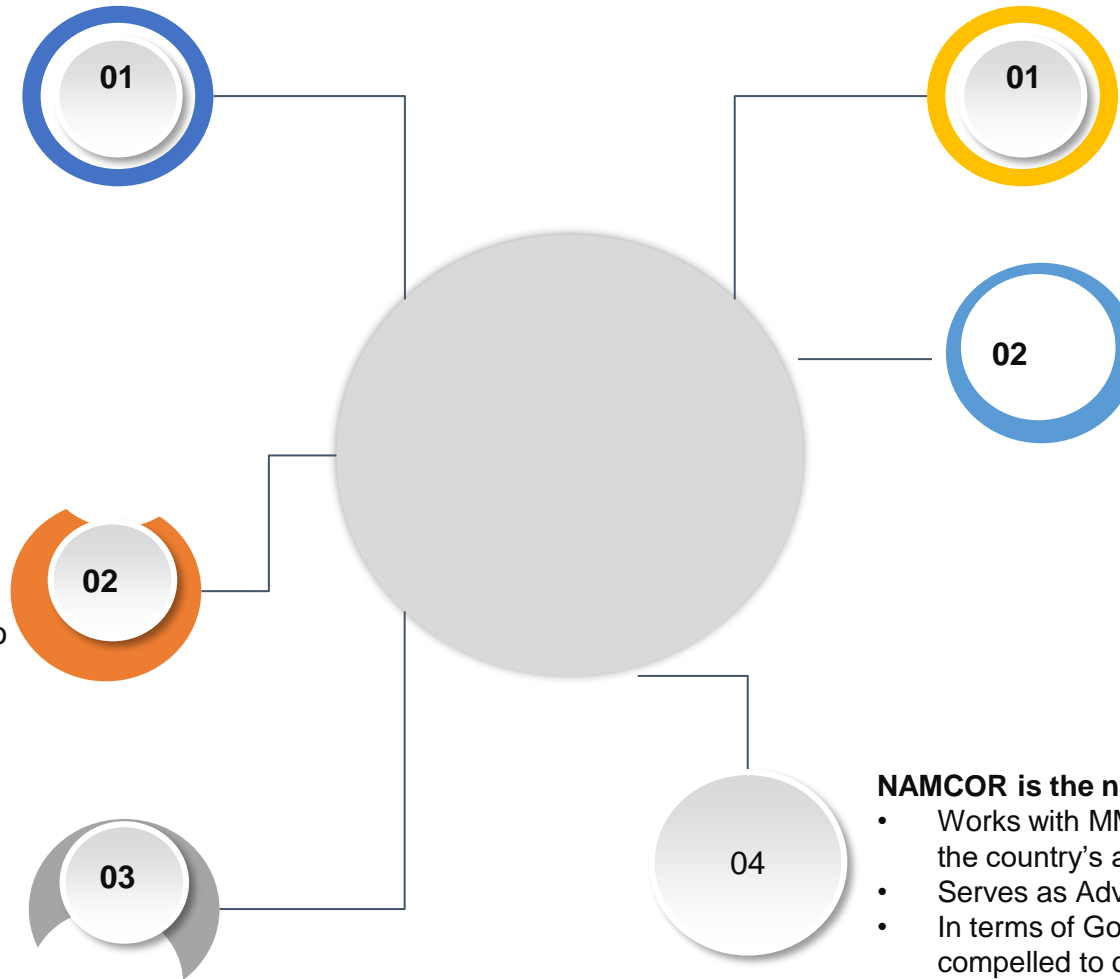 01
01
02
02
03
04
NAMCOR is the n
• Works with MM
the country's a
• Serves as Adv
• In terms of Go
compelled to